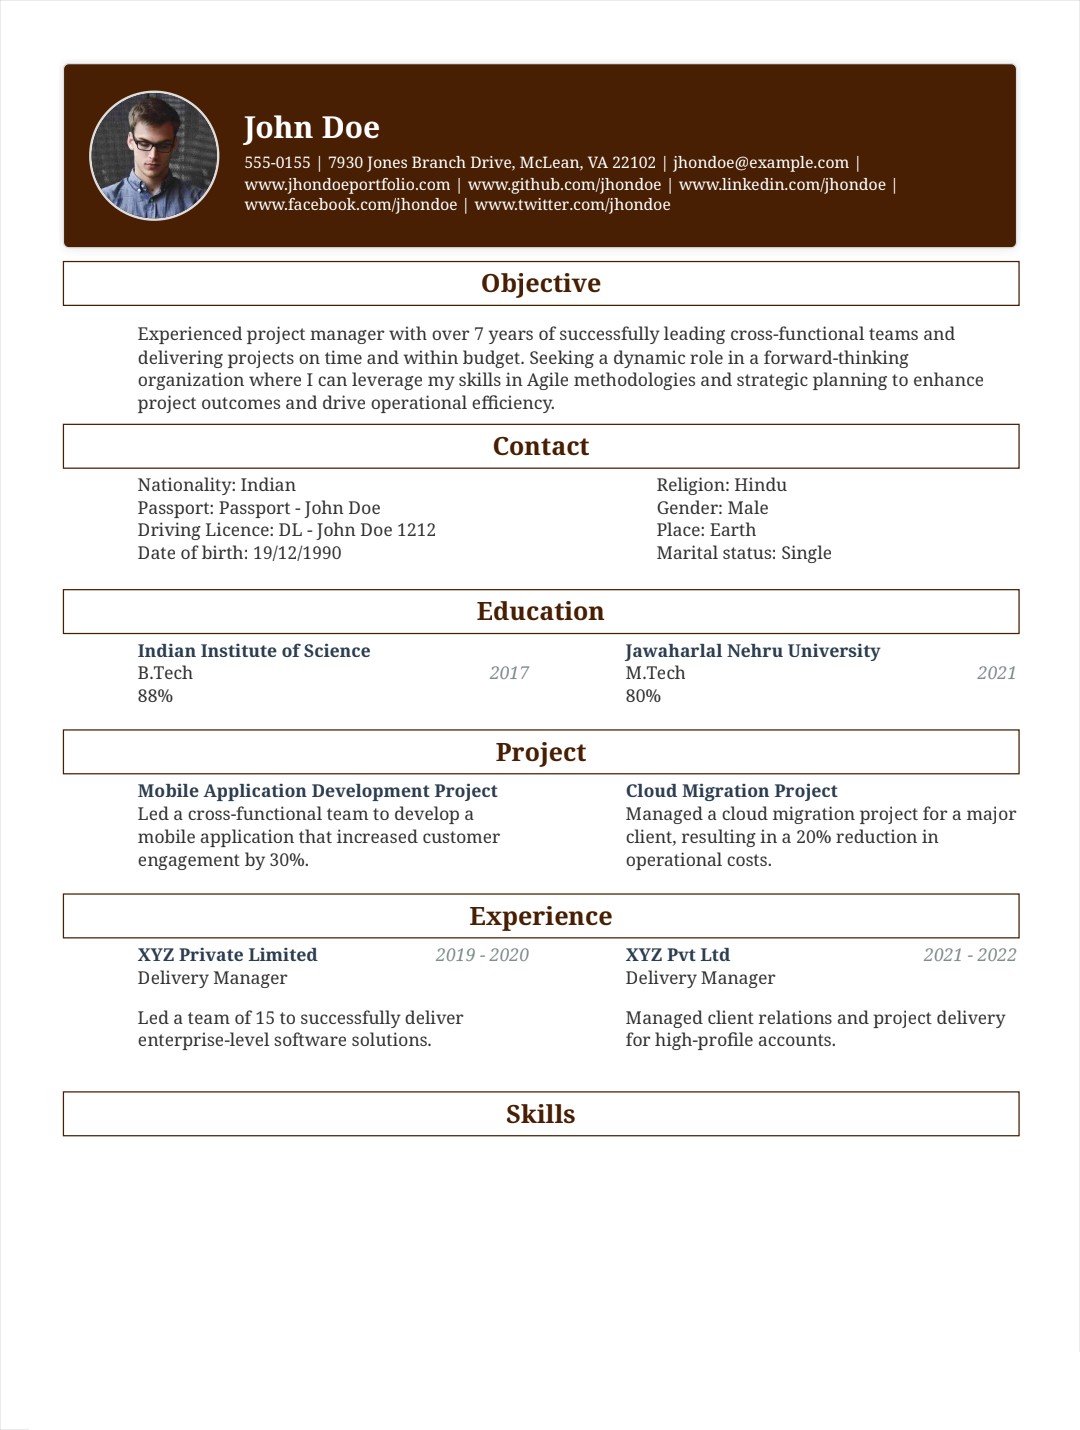 John Doe
555-0155 | 7930 Jones Branch Drive, McLean, VA 22102 | jhondoe@example.com |
www.jhondoeportfolio.com | www.github.com/jhondoe | www.linkedin.com/jhondoe |
www.facebook.com/jhondoe | www.twitter.com/jhondoe
Objective
Experienced project manager with over 7 years of successfully leading cross-functional teams and
delivering projects on time and within budget. Seeking a dynamic role in a forward-thinking
organization where I can leverage my skills in Agile methodologies and strategic planning to enhance
project outcomes and drive operational efficiency.
Contact
Nationality: Indian
Passport: Passport - John Doe
Driving Licence: DL - John Doe 1212
Date of birth: 19/12/1990
Religion: Hindu
Gender: Male
Place: Earth
Marital status: Single
Education
Indian Institute of Science
B.Tech 2017
88%
Jawaharlal Nehru University
M.Tech 2021
80%
Project
Mobile Application Development Project
Led a cross-functional team to develop a
mobile application that increased customer
engagement by 30%.
Cloud Migration Project
Managed a cloud migration project for a major
client, resulting in a 20% reduction in
operational costs.
Experience
XYZ Private Limited 2019 - 2020
Delivery Manager
Led a team of 15 to successfully deliver
enterprise-level software solutions.
XYZ Pvt Ltd 2021 - 2022
Delivery Manager
Managed client relations and project delivery
for high-profile accounts.
Skills